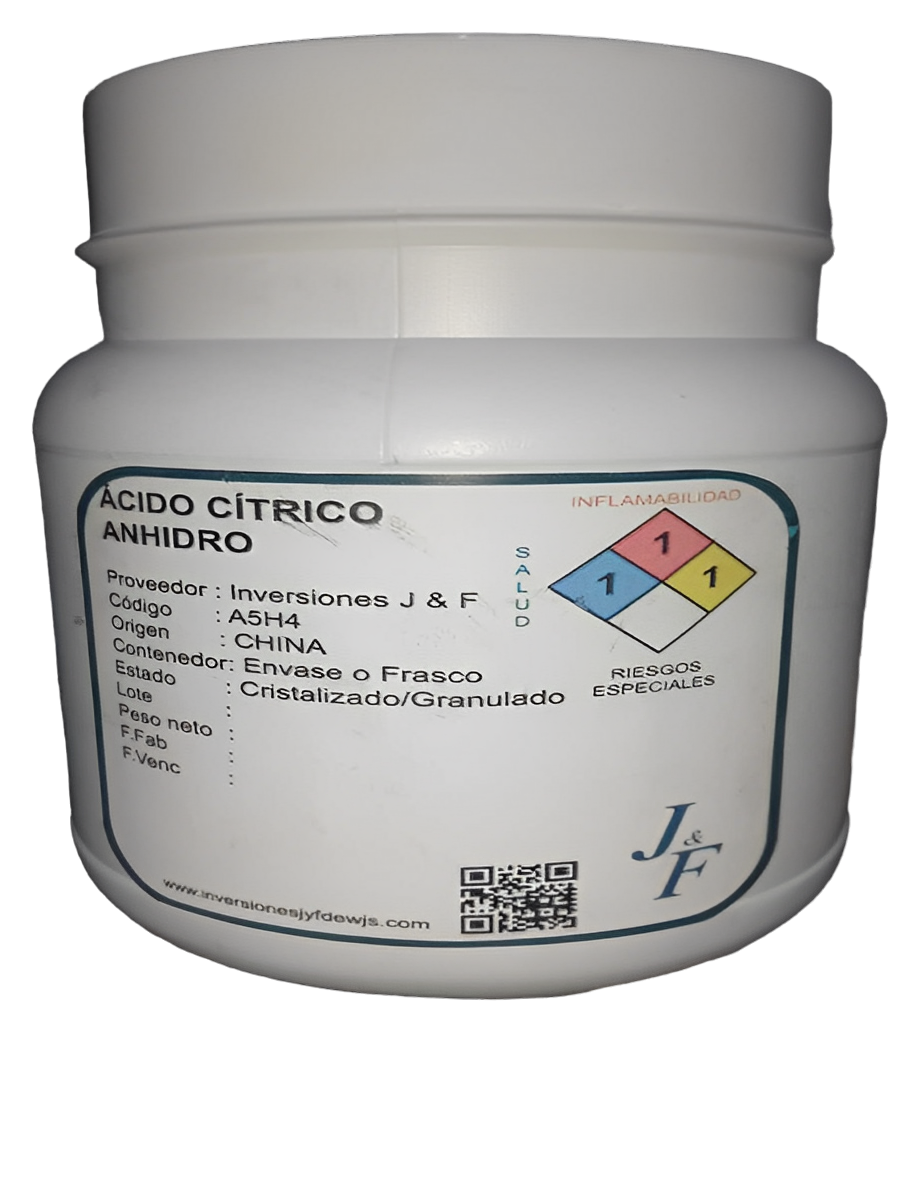 ÁCIDO CÍTRICO
ANHIDRO
Proveedor : Inversiones J & F
Código : A5H4
Origen : CHINA
Contenedor: Envase o Frasco
Estado : Cristalizado/Granulado
Lote :
Peso neto :
F.Fab :
F.Venc :
INFLAMABILIDAD
SALUD
1
1
1
RIESGOS
ESPECIALES
J&F
www.inversionesjyfdewjs.com